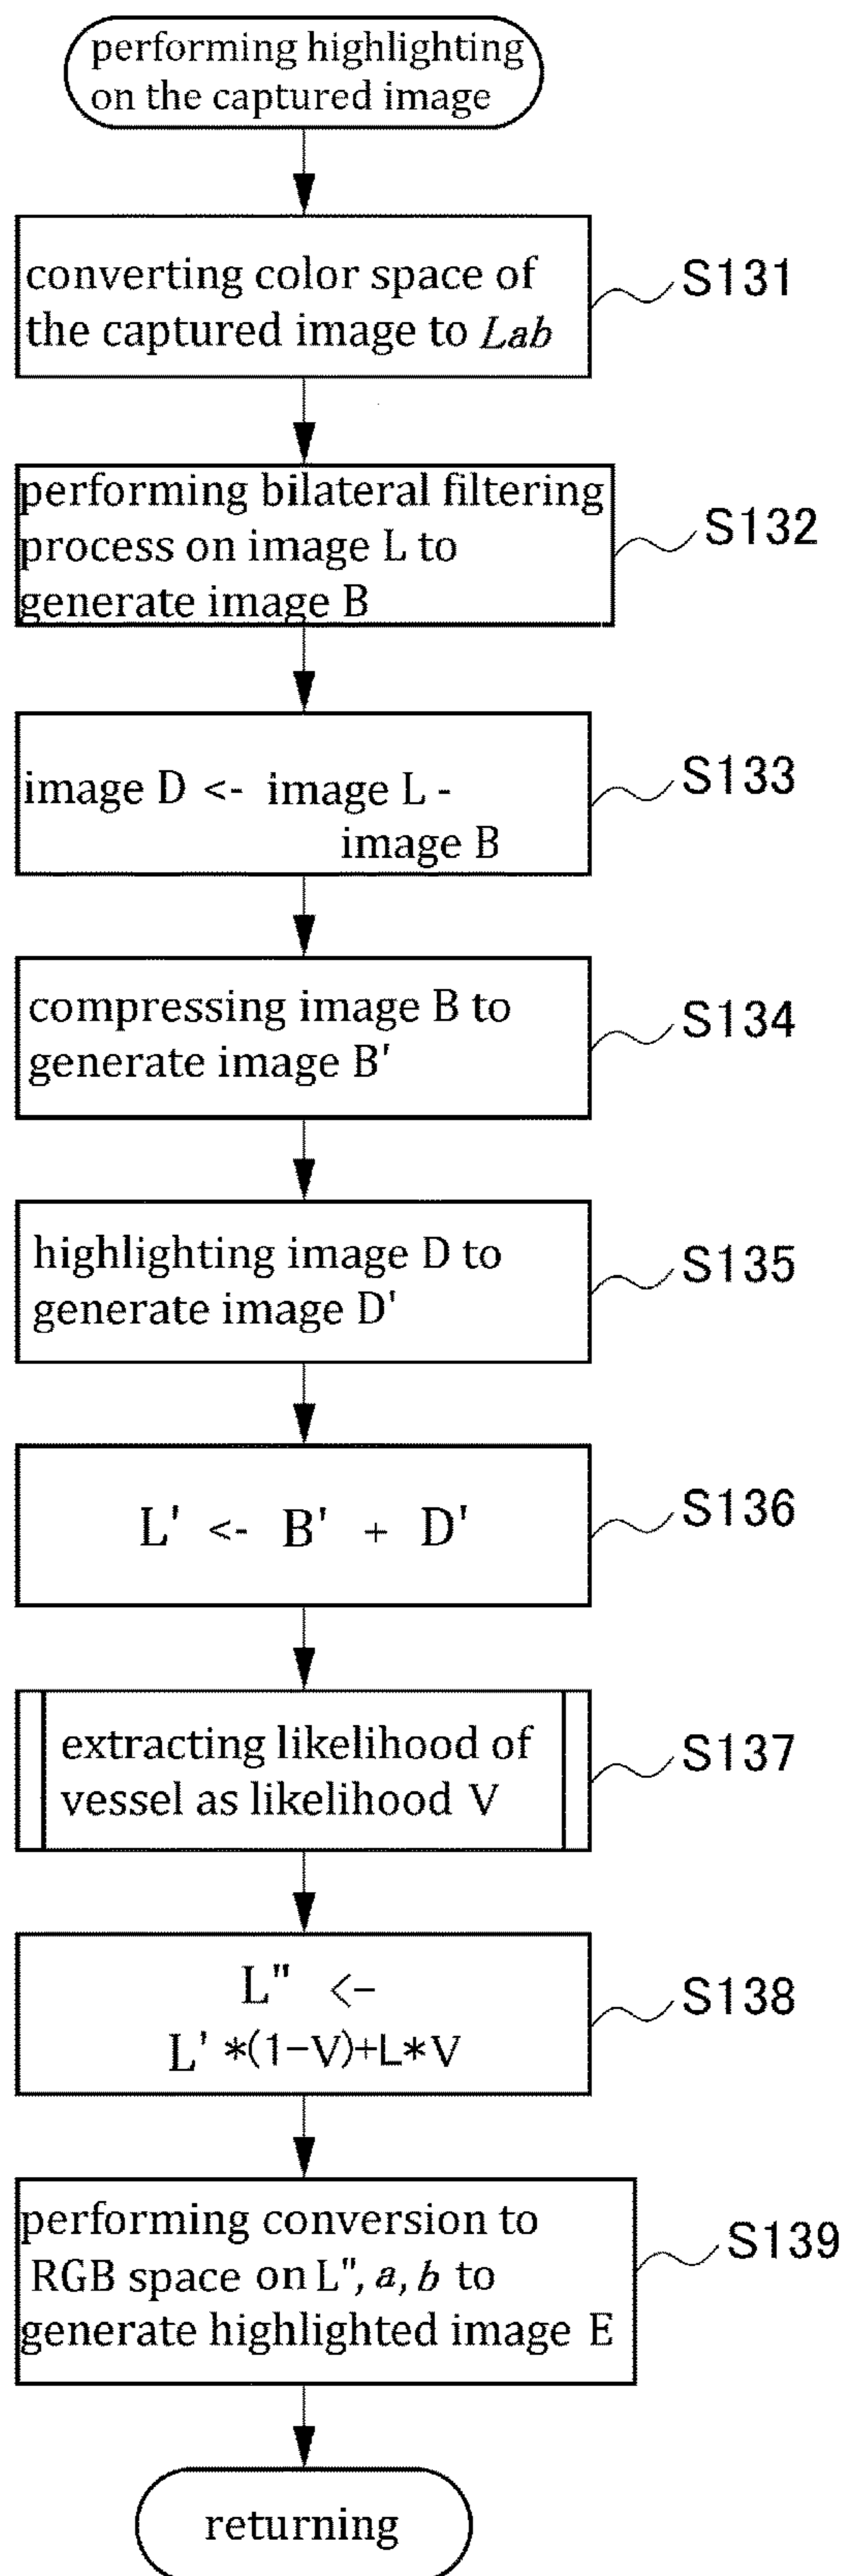 performing highlighting
on the captured image
converting color space of
the captured image to Lab
S131
performing bilateral filtering
process on image L to
generate image B
S132
image D <- image L -
image B
S133
compressing image B to
generate image B'
S134
highlighting image D to
generate image D'
S135
L' <- B' + D'
S136
extracting likelihood of
vessel as likelihood V
S137
L" <-
L' *(1-V)+L*V
S138
performing conversion to
RGB space on L", a, b to
generate highlighted image E
S139
returning